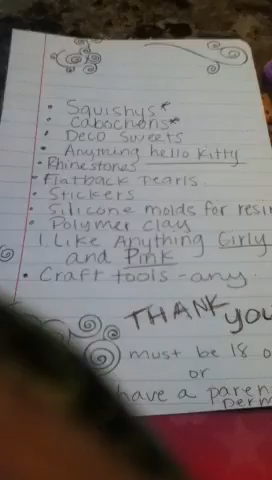 • Squishys*
• Cabochons*
• Deco Sweets
• Anything hello kitty
• Rhinestones
• Flatback Pearls.
• Stickers
• Silicone molds for resi
• Polymer clay
I Like Anything Girly
and Pink
• Craft tools - any.
THANK
you
must be 18 o
or
have a paren
perm